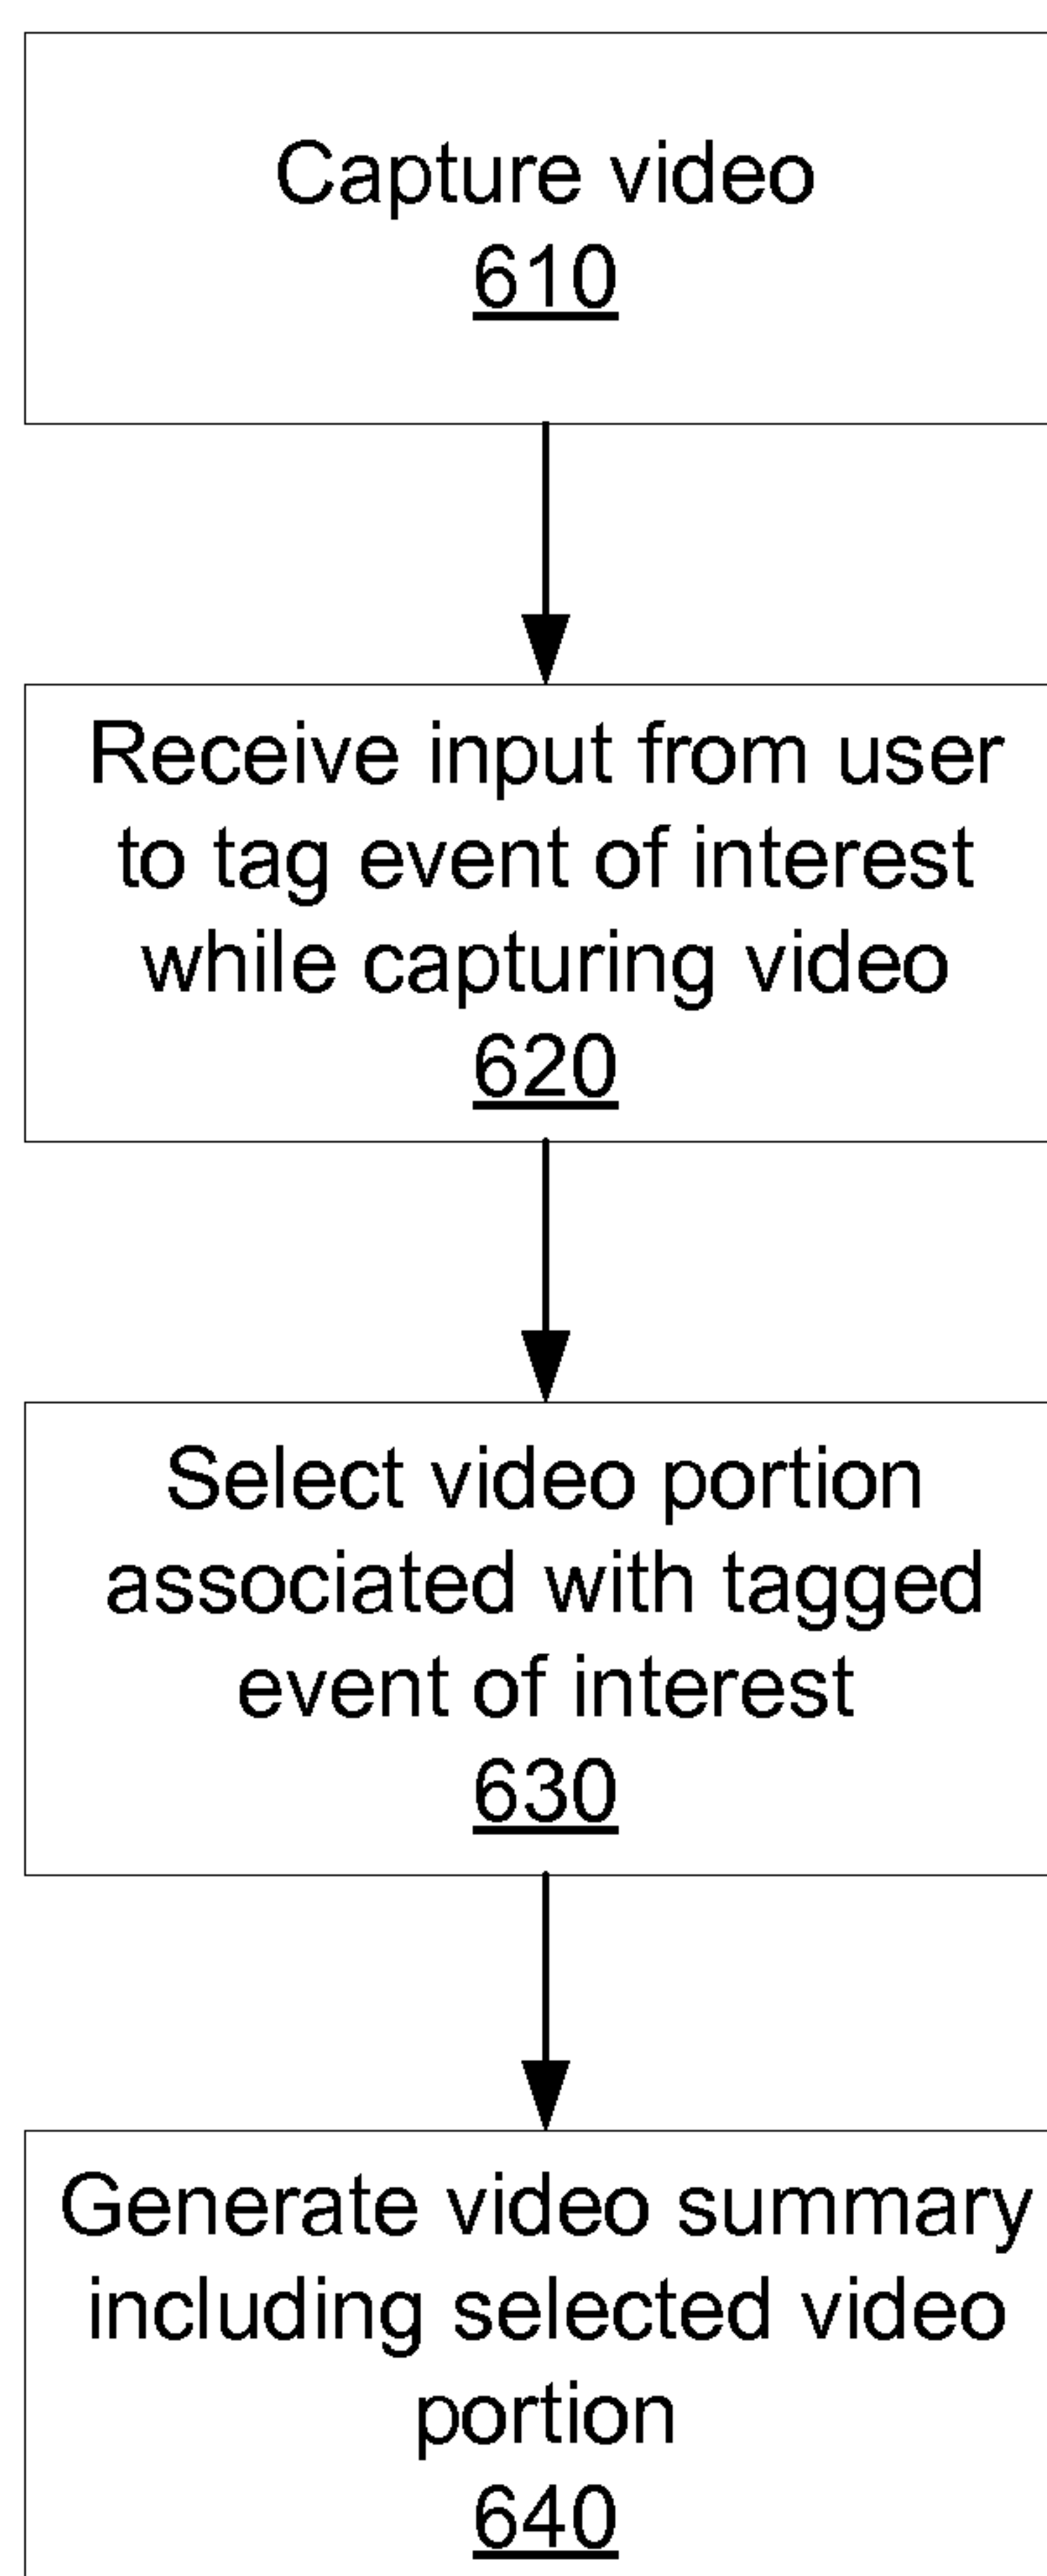 Capture video
610
Receive input from user
to tag event of interest
while capturing video
620
Select video portion
associated with tagged
event of interest
630
Generate video summary
including selected video
portion
640